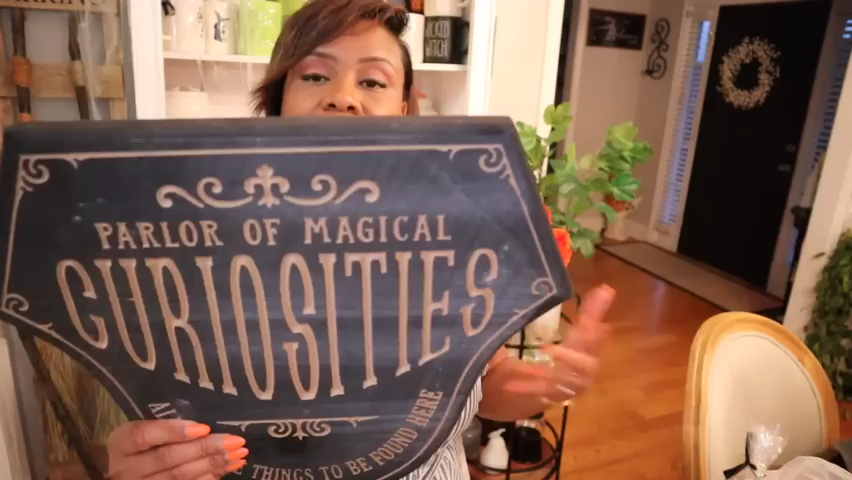 WICKED
WITCH
PARLOR OF MAGICAL
CURIOSITIES
THINGS TO BE FOUND HERE